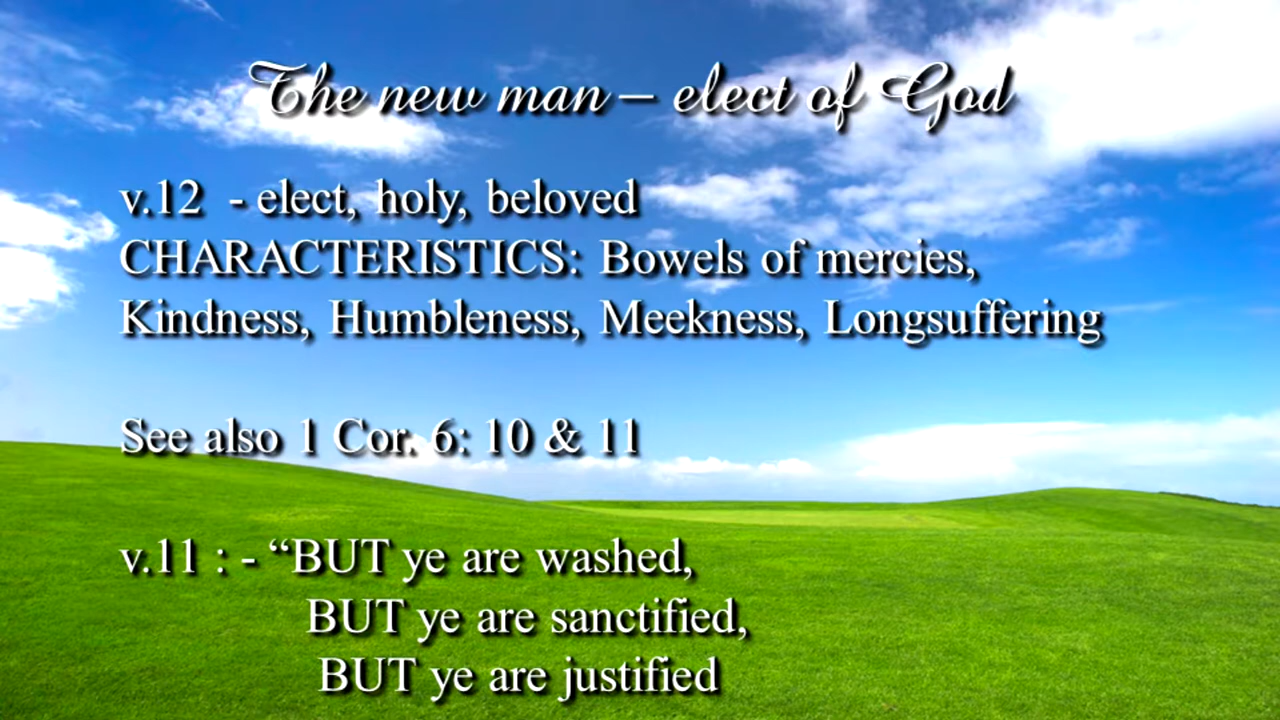 The new man – elect of God
v.12 - elect, holy, beloved
CHARACTERISTICS: Bowels of mercies,
Kindness, Humbleness, Meekness, Longsuffering
See also 1 Cor. 6: 10 & 11
v.11 : - “BUT ye are washed,
BUT ye are sanctified,
BUT ye are justified